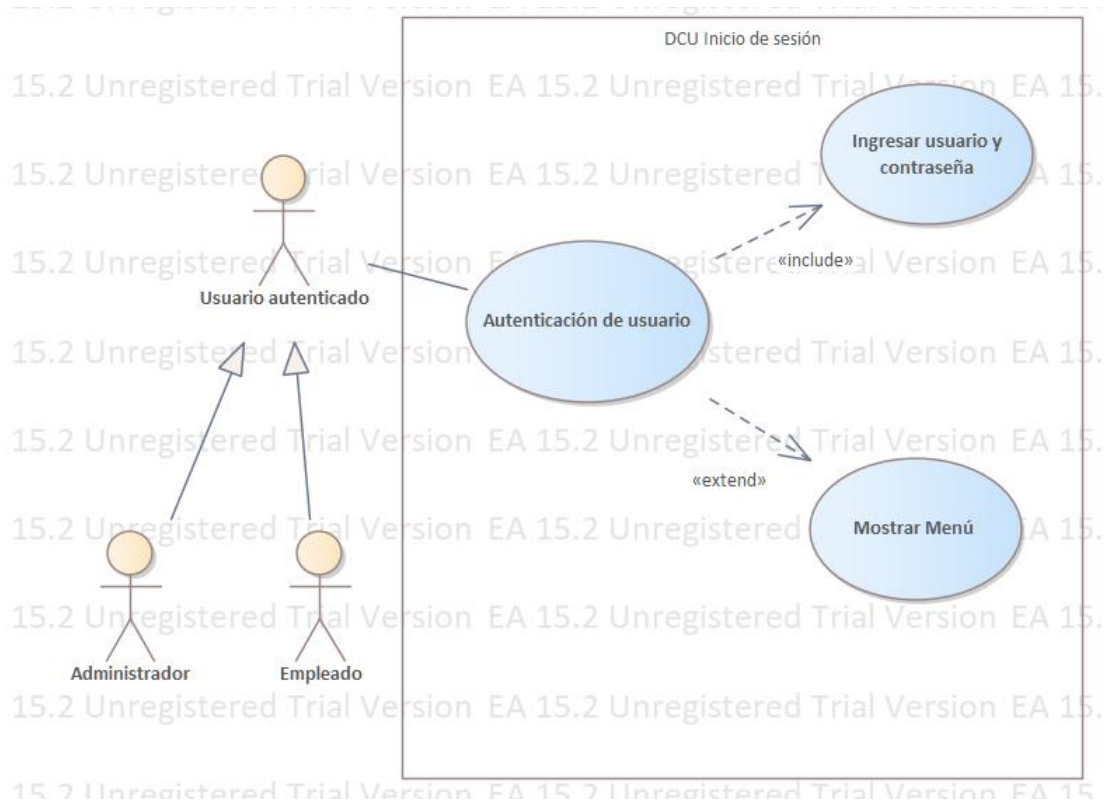 DCU Inicio de sesión
15.2 Unregistered Trial Version EA 15.2 Unregistered Trial Version EA 15.
Ingresar usuario y
contraseña
«include»
Usuario autenticado
Autenticación de usuario
«extend»
Mostrar Menú
Administrador
Empleado